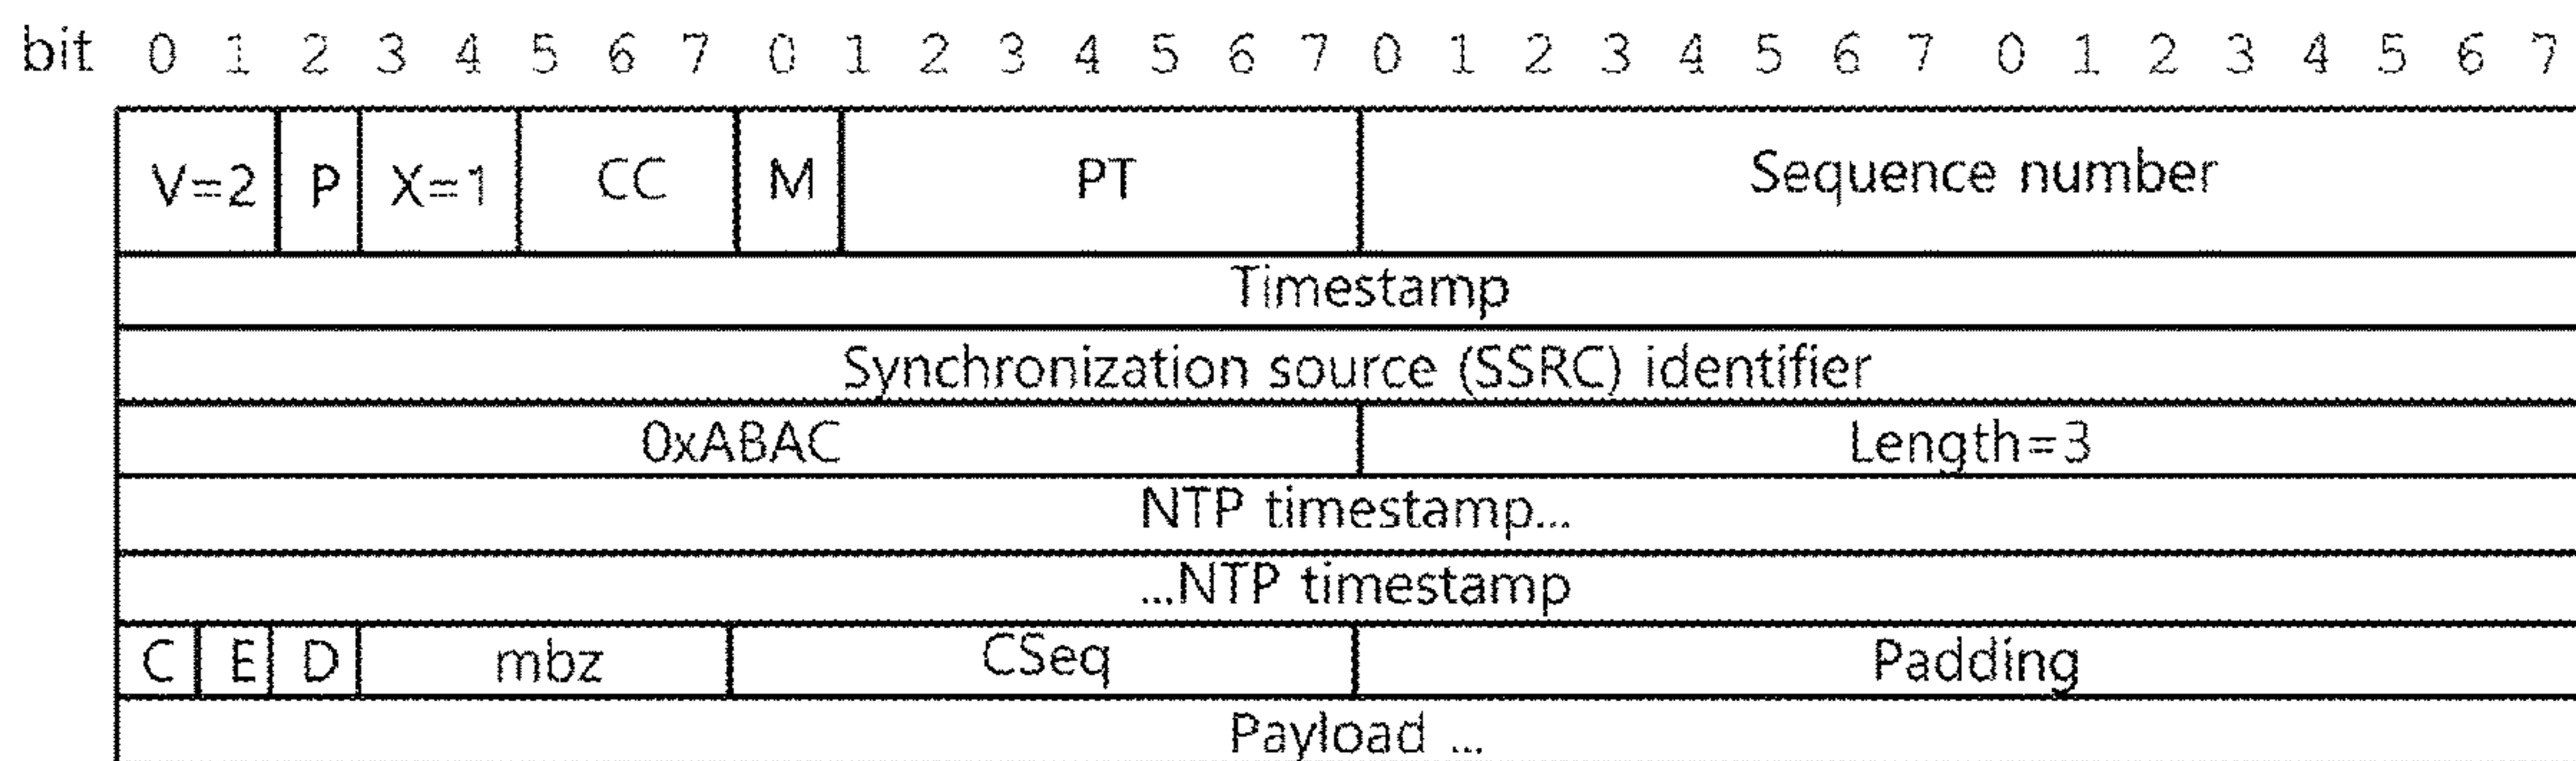 bit 0 1 2 3 4 5 6 7 0 1 2 3 4 5 6 7 0 1 2 3 4 5 6 7 0 1 2 3 4 5 6 7
V=2 P X=1 CC M PT Sequence number
Timestamp
Synchronization source (SSRC) identifier
0xABAC Length=3
NTP timestamp...
...NTP timestamp
C E D mbz CSeq Padding
Payload ...